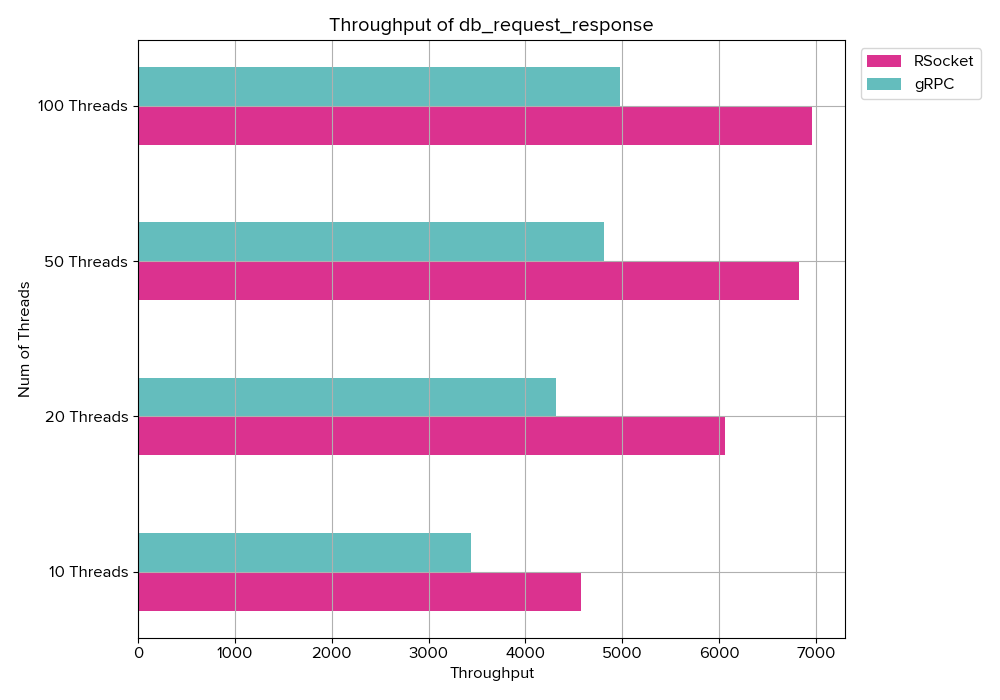 Throughput of db_request_response
RSocket
gRPC
100 Threads
50 Threads
20 Threads
10 Threads
Num of Threads
0 1000 2000 3000 4000 5000 6000 7000
Throughput